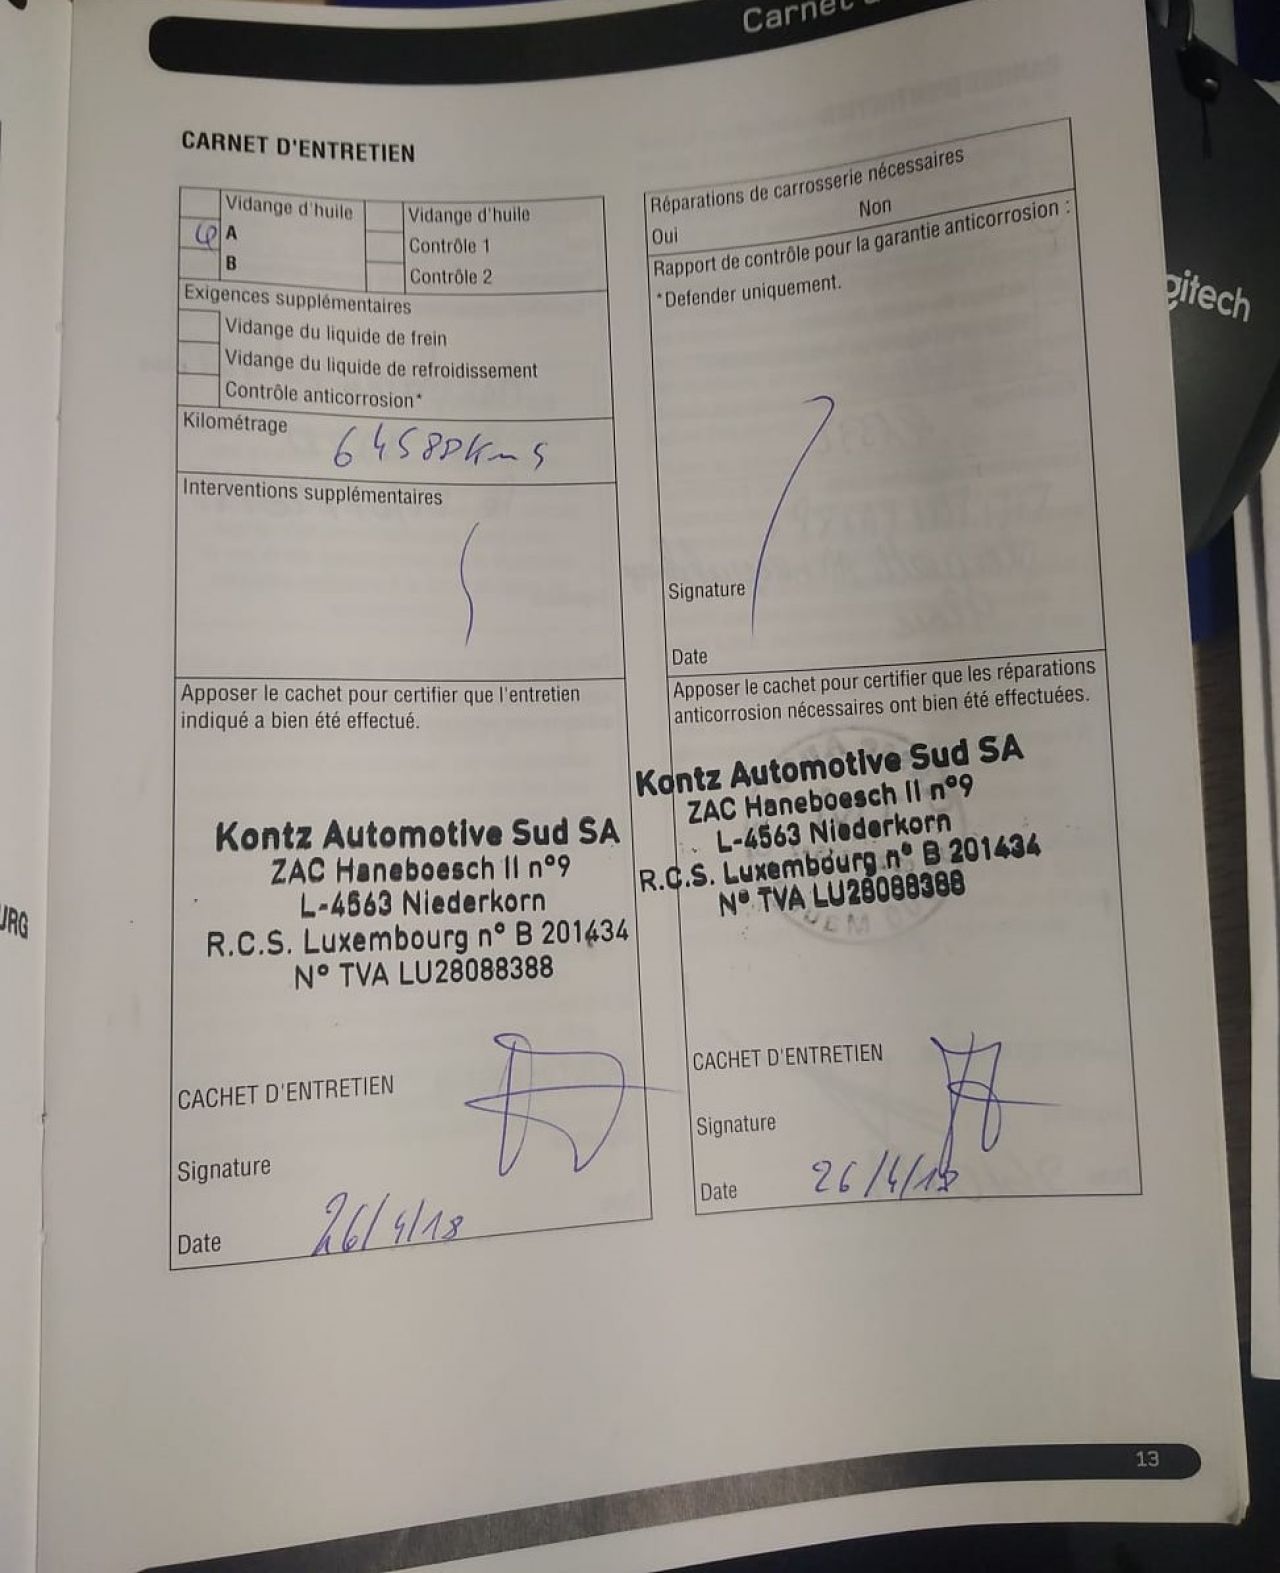 Carnet
CARNET D'ENTRETIEN
Vidange d'huile
A
B
Vidange d'huile
Contrôle 1
Contrôle 2
Exigences supplémentaires
Vidange du liquide de frein
Vidange du liquide de refroidissement
Contrôle anticorrosion*
Kilométrage
64588Kms
Interventions supplémentaires
Apposer le cachet pour certifier que l'entretien
indiqué a bien été effectué.
Kontz Automotive Sud SA
ZAC Haneboesch II n°9
L-4563 Niederkorn
R.C.S. Luxembourg n° B 201434
N° TVA LU28088388
CACHET D'ENTRETIEN
Signature
Date 26/4/18
Réparations de carrosserie nécessaires
Oui Non
Rapport de contrôle pour la garantie anticorrosion :
*Defender uniquement.
Signature
Date
Apposer le cachet pour certifier que les réparations
anticorrosion nécessaires ont bien été effectuées.
Kontz Automotive Sud SA
ZAC Haneboesch II n°9
L-4563 Niederkorn
R.C.S. Luxembourg n° B 201434
N° TVA LU28088388
CACHET D'ENTRETIEN
Signature
Date 26/4/18
13
gitech
URG